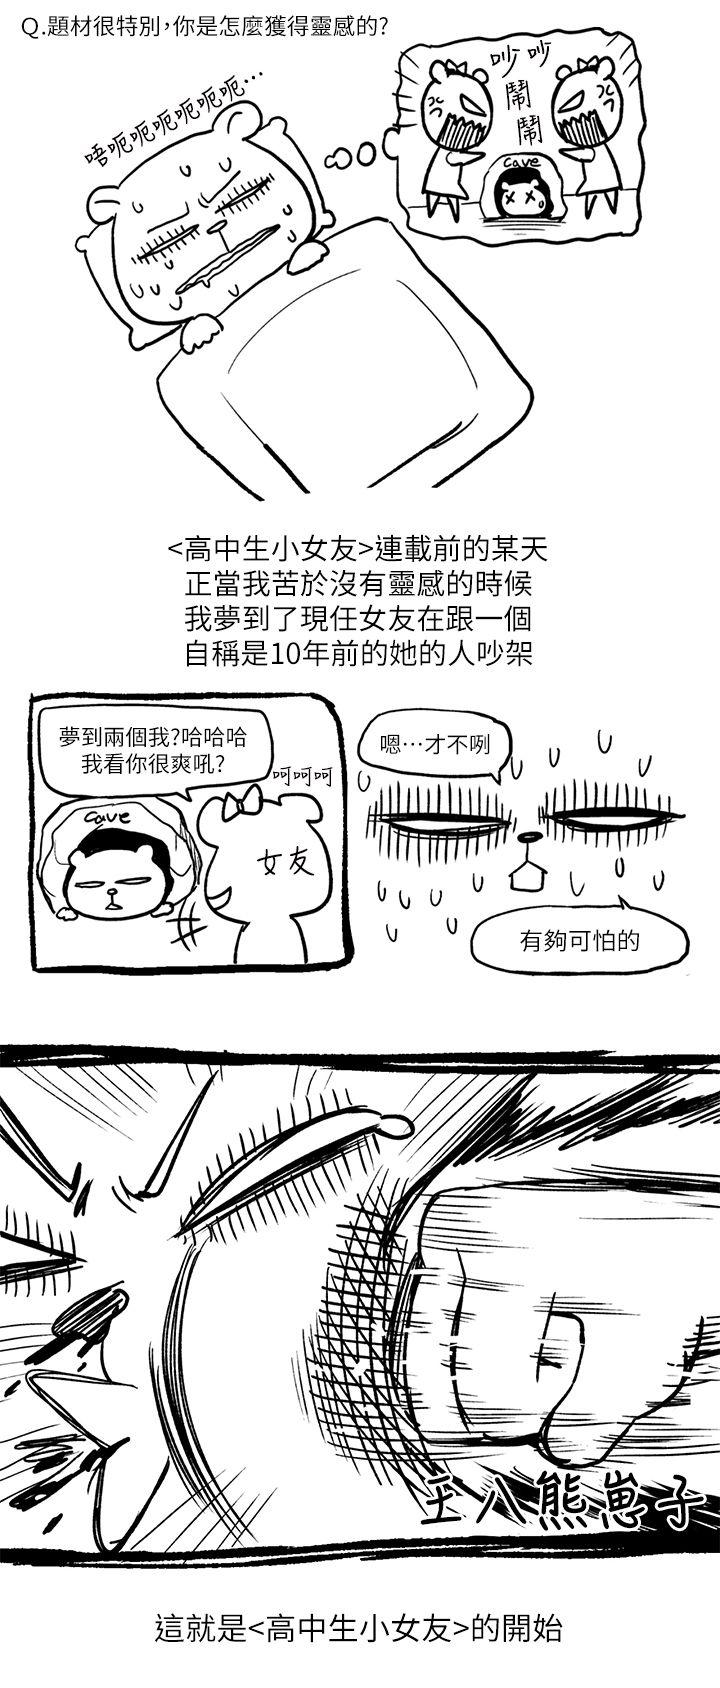 Q.題材很特別，你是怎麼獲得靈感的?
唔呃呃呃呃呃呃…
吵吵
鬧
鬧
Cave
<高中生小女友>連載前的某天
正當我苦於沒有靈感的時候
我夢到了現任女友在跟一個
自稱是10年前的她的人吵架
夢到兩個我?哈哈哈
我看你很爽吼?
呵呵呵
Cave
女友
嗯…才不咧
有夠可怕的
王八熊崽子
這就是<高中生小女友>的開始